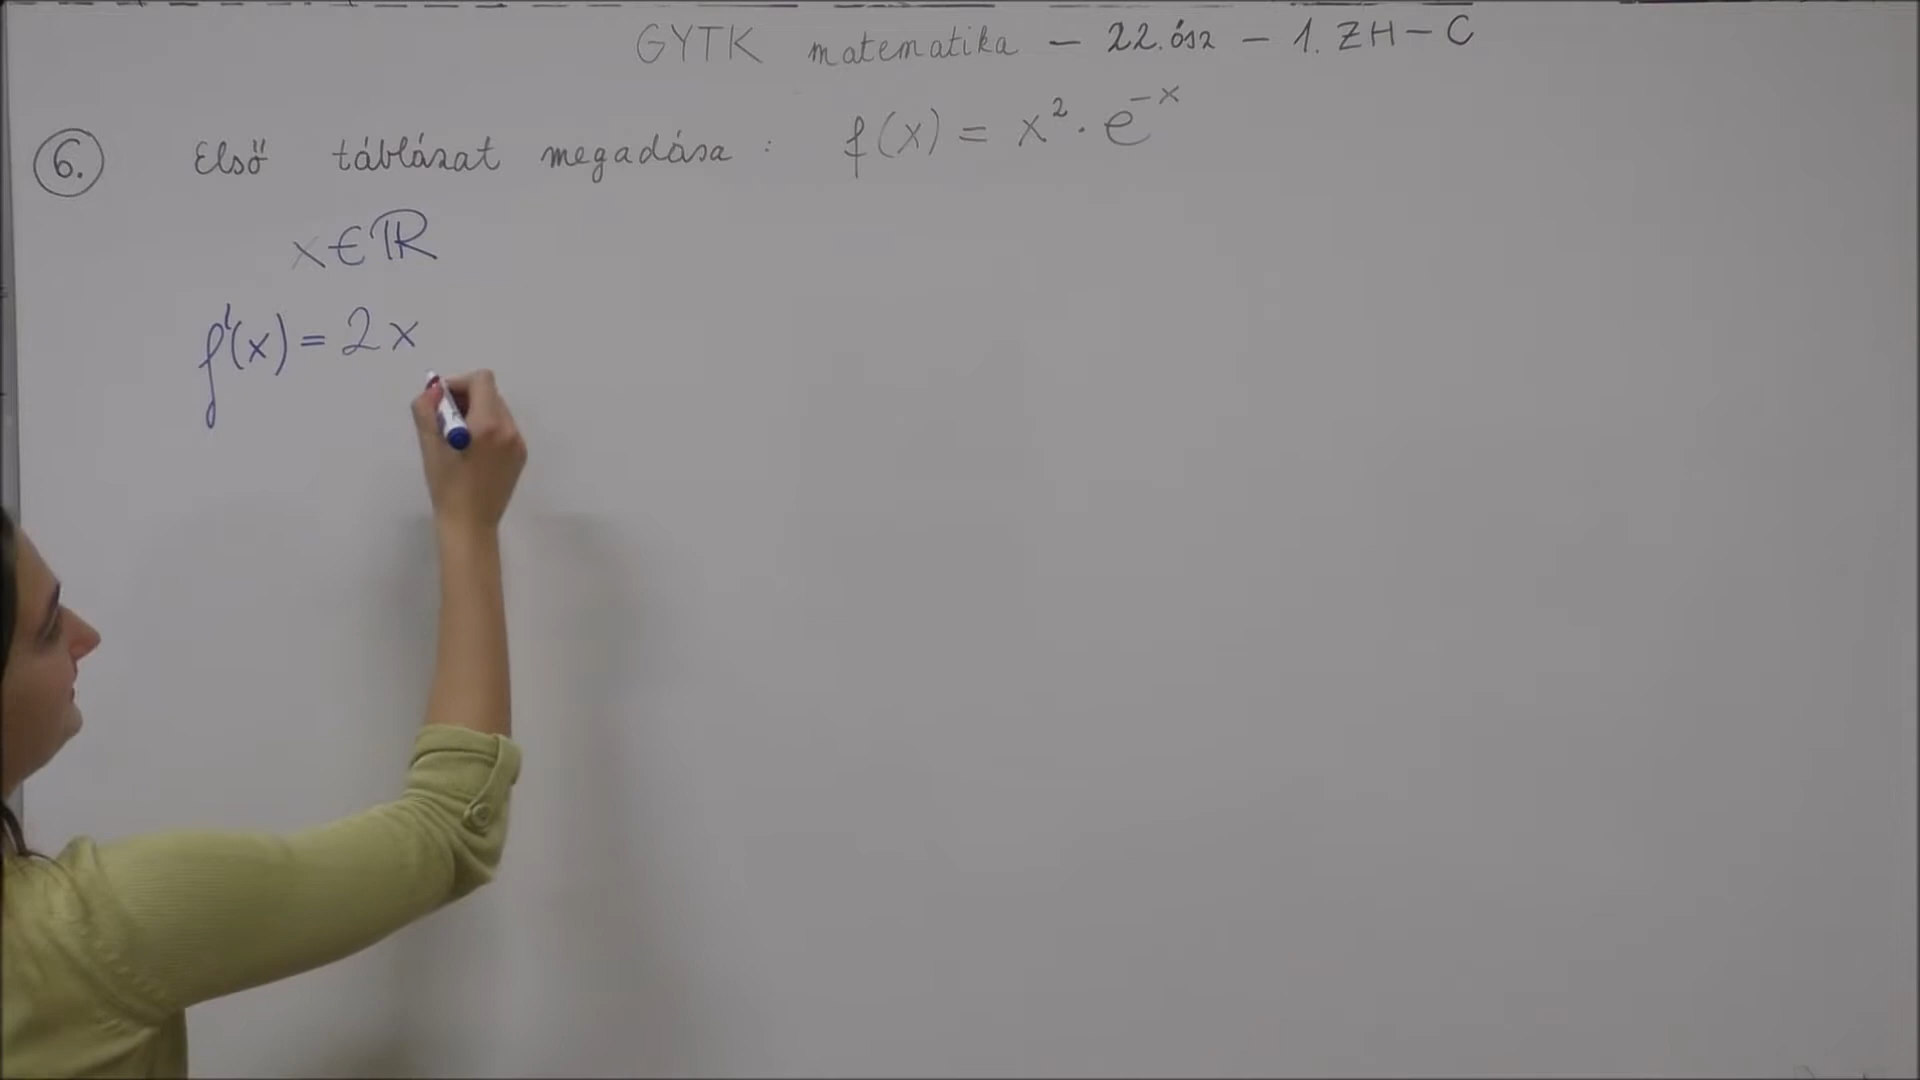 GYTK matematika - 22. ősz - 1. ZH - C
6. Első táblázat megadása: f(x) = x² · e⁻ˣ
x∈ℝ
f'(x) = 2x